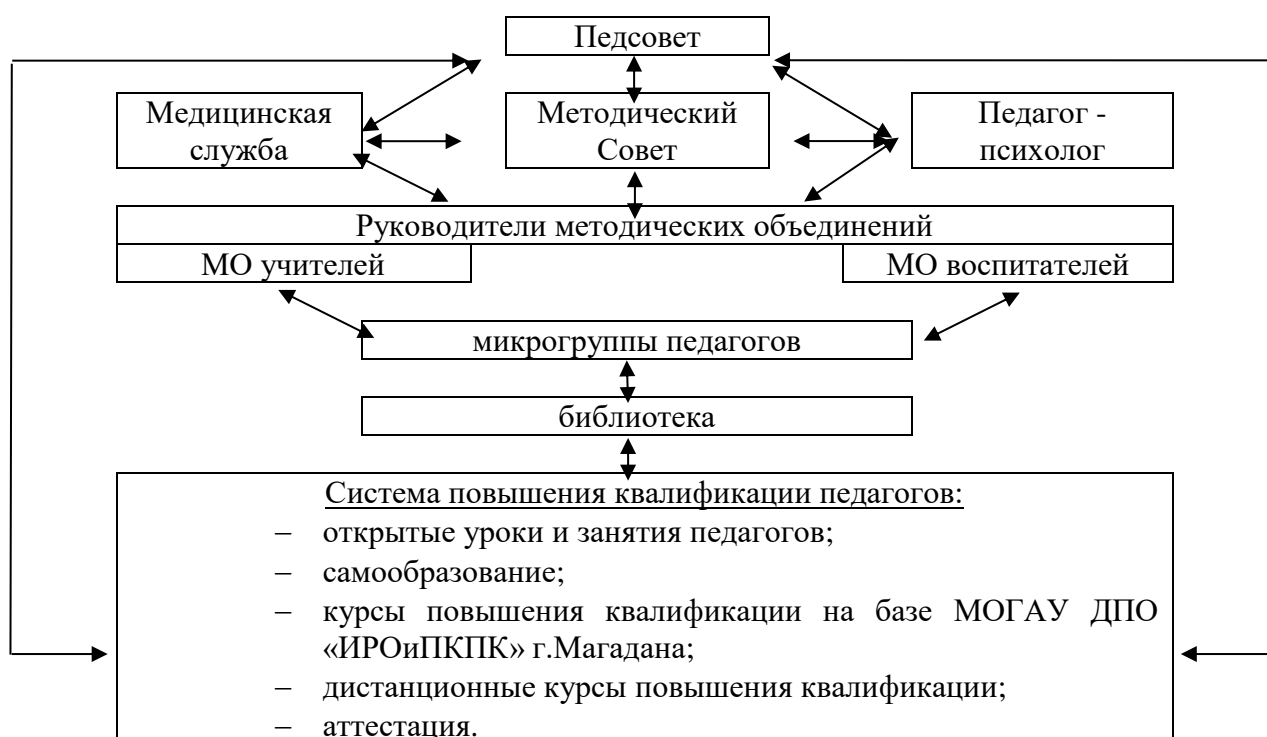 Педсовет
Медицинская
служба
Методический
Совет
Педагог -
психолог
Руководители методических объединений
МО учителей
МО воспитателей
микрогруппы педагогов
библиотека
Система повышения квалификации педагогов:
– открытые уроки и занятия педагогов;
– самообразование;
– курсы повышения квалификации на базе МОГАУ ДПО
«ИРОиПКПК» г.Магадана;
– дистанционные курсы повышения квалификации;
– аттестация.